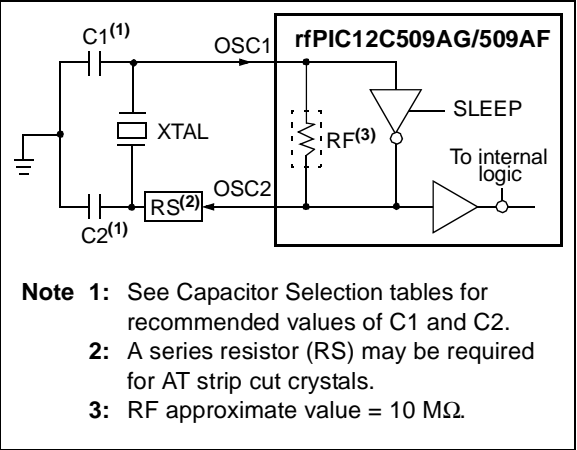 C1(1)
OSC1
rfPIC12C509AG/509AF
SLEEP
XTAL
RF(3)
To internal
logic
OSC2
RS(2)
C2(1)
Note 1: See Capacitor Selection tables for
recommended values of C1 and C2.
2: A series resistor (RS) may be required
for AT strip cut crystals.
3: RF approximate value = 10 MΩ.